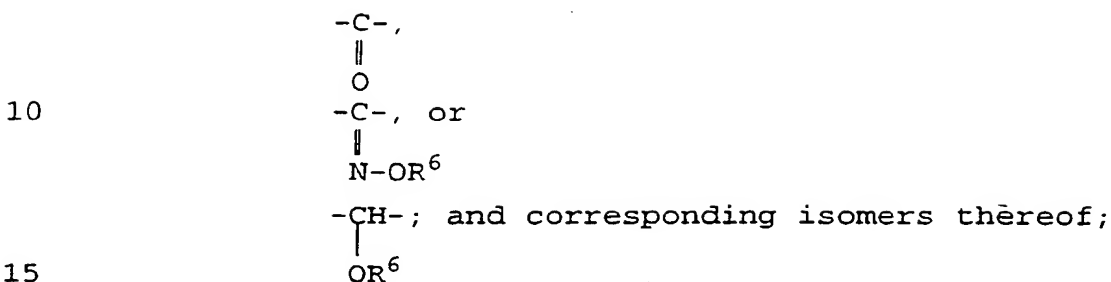 -C-,
||
O
10 -C-, or
||
N-OR⁶
-CH-; and corresponding isomers thereof;
|
15 OR⁶